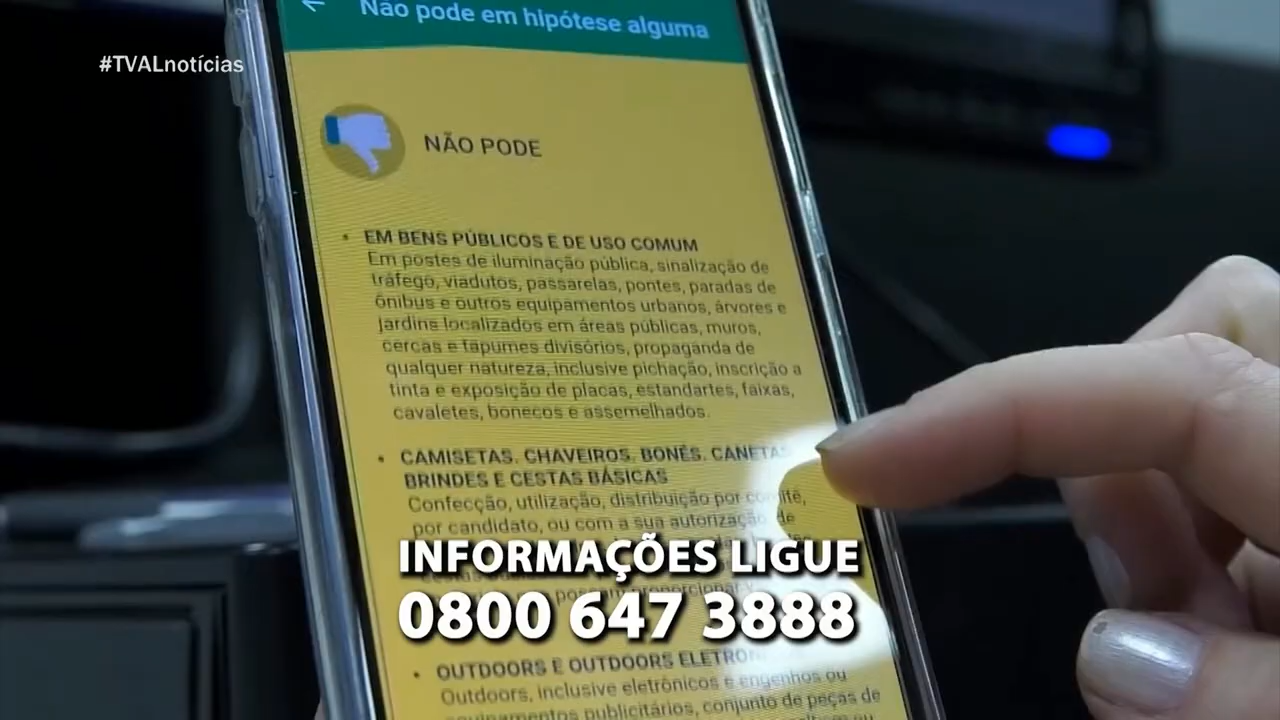 Não pode em hipótese alguma
#TVALnotícias
NÃO PODE
• EM BENS PÚBLICOS E DE USO COMUM
Em postes de iluminação pública, sinalização de
tráfego, viadutos, passarelas, pontes, paradas de
ônibus e outros equipamentos urbanos, árvores e
jardins localizados em áreas públicas, muros,
cercas e tapumes divisórios, propaganda de
qualquer natureza, inclusive pichação, inscrição a
tinta e exposição de placas, estandartes, faixas,
cavaletes, bonecos e assemelhados.
• CAMISETAS, CHAVEIROS, BONÉS, CANETAS
BRINDES E CESTAS BÁSICAS
Confecção, utilização, distribuição por comitê,
por candidato, ou com a sua autorização de
INFORMAÇÕES LIGUE
0800 647 3888
• OUTDOORS E OUTDOORS
Outdoors, inclusive eletrônicos e engenhos ou
equipamentos publicitários, conjunto de peças de